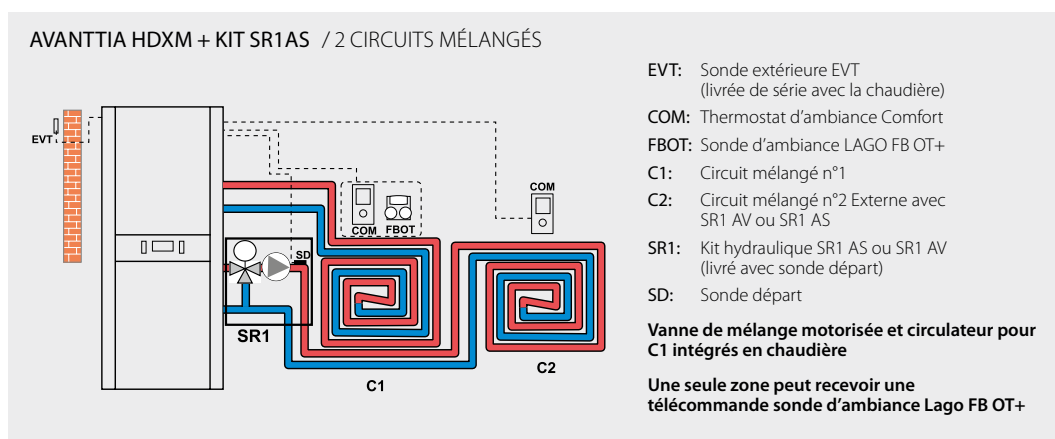 AVANTTIA HDXM + KIT SR1AS / 2 CIRCUITS MÉLANGÉS
EVT
COM
FBOT
COM
SD
SR1
C1
C2
EVT: Sonde extérieure EVT
(livrée de série avec la chaudière)
COM: Thermostat d’ambiance Comfort
FBOT: Sonde d’ambiance LAGO FB OT+
C1: Circuit mélangé n°1
C2: Circuit mélangé n°2 Externe avec
SR1 AV ou SR1 AS
SR1: Kit hydraulique SR1 AS ou SR1 AV
(livré avec sonde départ)
SD: Sonde départ
Vanne de mélange motorisée et circulateur pour
C1 intégrés en chaudière
Une seule zone peut recevoir une
télécommande sonde d’ambiance Lago FB OT+